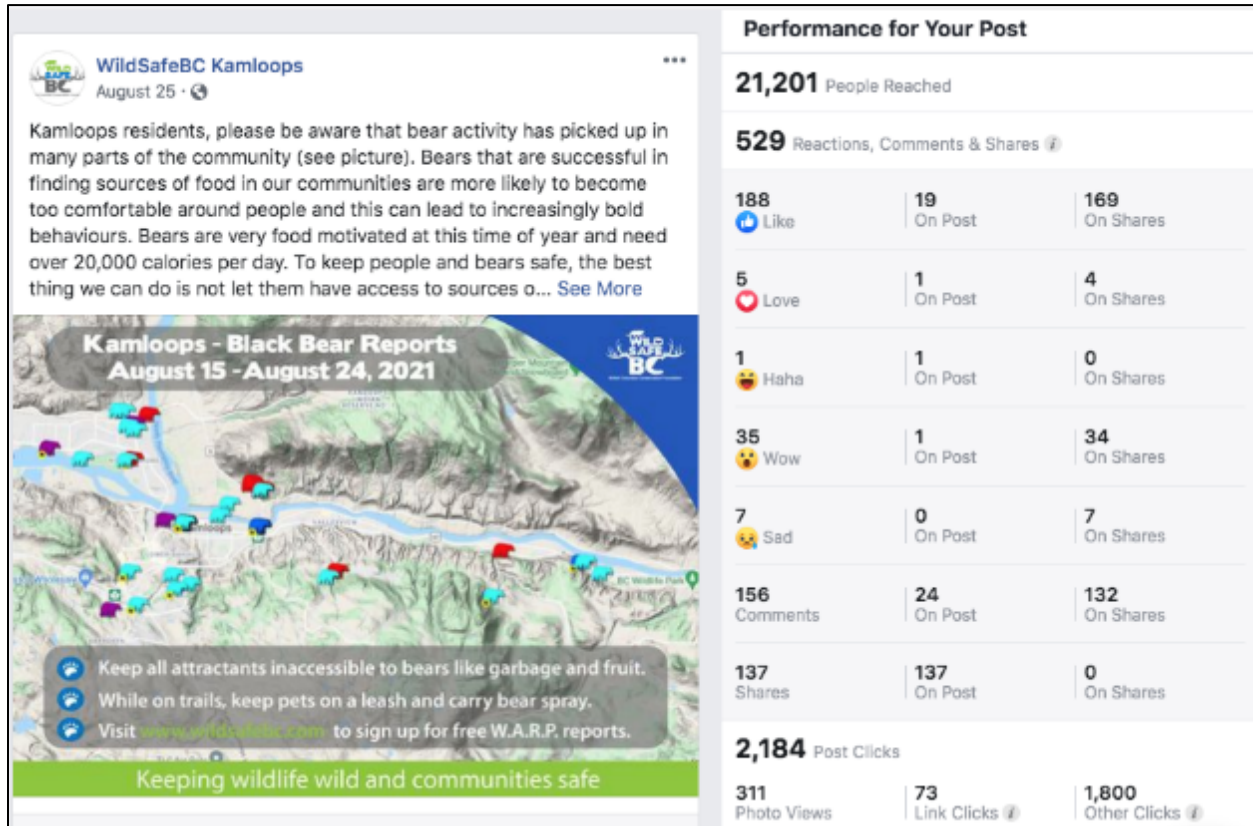 WildSafeBC Kamloops
August 25 ·
Kamloops residents, please be aware that bear activity has picked up in
many parts of the community (see picture). Bears that are successful in
finding sources of food in our communities are more likely to become
too comfortable around people and this can lead to increasingly bold
behaviours. Bears are very food motivated at this time of year and need
over 20,000 calories per day. To keep people and bears safe, the best
thing we can do is not let them have access to sources o... See More
Kamloops - Black Bear Reports
August 15 -August 24, 2021
WILD
SAFE
BC
BC Wildlife Park
Keep all attractants inaccessible to bears like garbage and fruit.
While on trails, keep pets on a leash and carry bear spray.
Visit www.wildsafebc.com to sign up for free W.A.R.P. reports.
Keeping wildlife wild and communities safe
Performance for Your Post
21,201 People Reached
529 Reactions, Comments & Shares
188 19 169
Like On Post On Shares
5 1 4
Love On Post On Shares
1 1 0
Haha On Post On Shares
35 1 34
Wow On Post On Shares
7 0 7
Sad On Post On Shares
156 24 132
Comments On Post On Shares
137 137 0
Shares On Post On Shares
2,184 Post Clicks
311 73 1,800
Photo Views Link Clicks Other Clicks